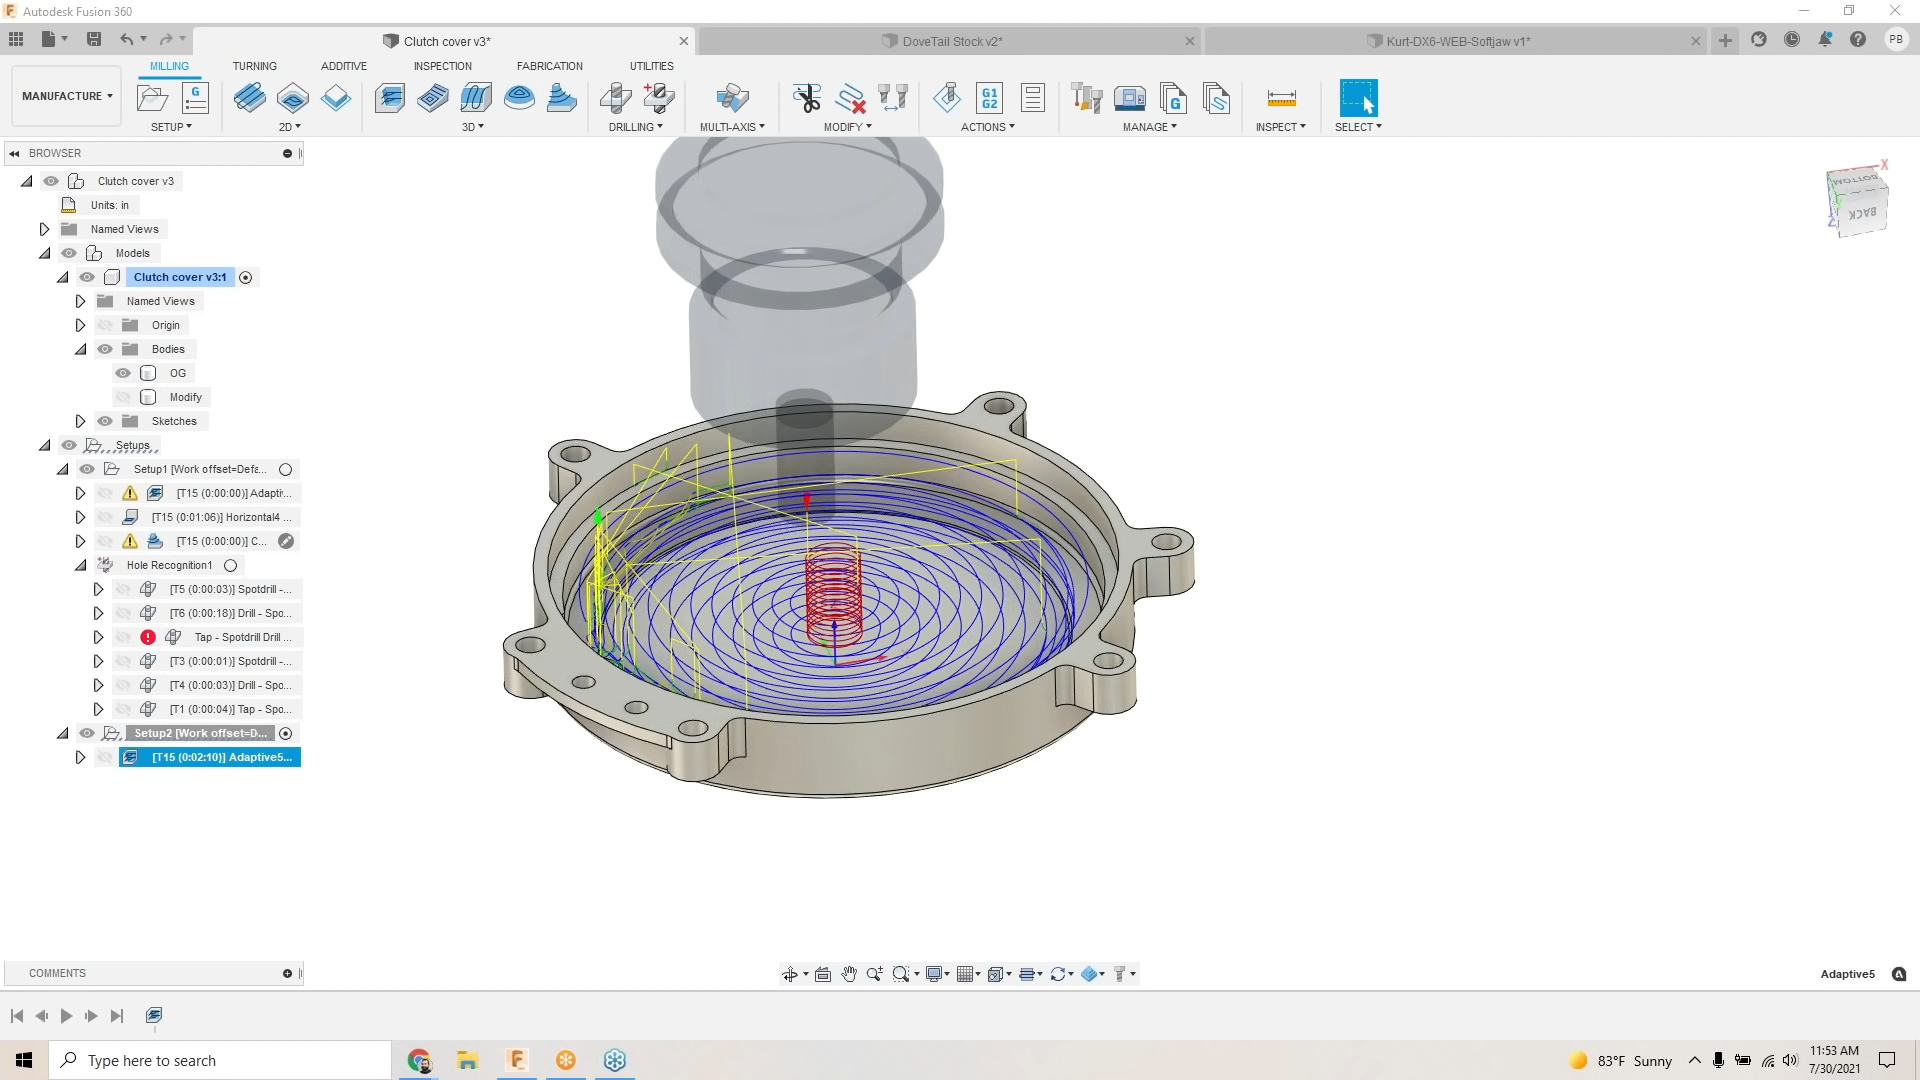 Autodesk Fusion 360
Clutch cover v3*
DoveTail Stock v2*
Kurt-DX6-WEB-Softjaw v1*
PB
MILLING
TURNING
ADDITIVE
INSPECTION
FABRICATION
UTILITIES
MANUFACTURE
SETUP
2D
3D
DRILLING
MULTI-AXIS
MODIFY
ACTIONS
MANAGE
INSPECT
SELECT
G
G1
G2
G
BROWSER
Clutch cover v3
Units: in
Named Views
Models
Clutch cover v3:1
Named Views
Origin
Bodies
OG
Modify
Sketches
Setups
Setup1 [Work offset=Defa...
[T15 (0:00:00)] Adapti...
[T15 (0:01:06)] Horizontal4 ...
[T15 (0:00:00)] C...
Hole Recognition1
[T5 (0:00:03)] Spotdrill -...
[T6 (0:00:18)] Drill - Spo...
Tap - Spotdrill Drill ...
[T3 (0:00:01)] Spotdrill -...
[T4 (0:00:03)] Drill - Spo...
[T1 (0:00:04)] Tap - Spo...
Setup2 [Work offset=D...
[T15 (0:02:10)] Adaptive5...
X
BOTTOM
Y
BACK
Z
COMMENTS
Adaptive5
Type here to search
83°F Sunny
11:53 AM
7/30/2021